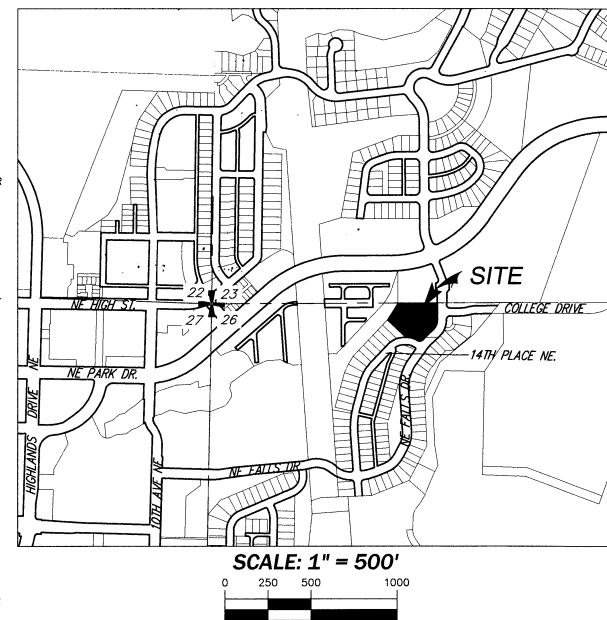 SITE
22 23
27 26
NE HIGH ST.
COLLEGE DRIVE
14TH PLACE NE.
NE PARK DR.
HIGHLANDS DRIVE NE
10TH AVE NE
NE FALLS DR.
NE FALLS DR.
SCALE: 1" = 500'
0 250 500 1000